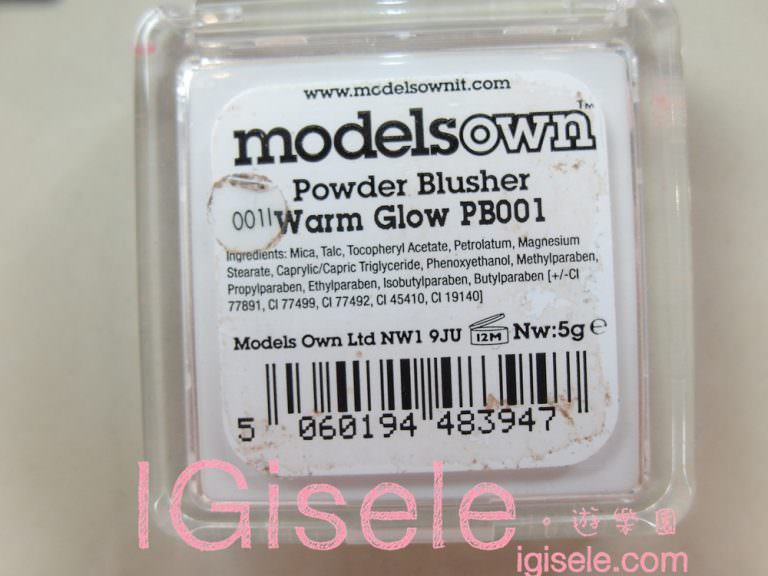 www.modelsownit.com
modelsown™
Powder Blusher
0011 Warm Glow PB001
Ingredients: Mica, Talc, Tocopheryl Acetate, Petrolatum, Magnesium
Stearate, Caprylic/Capric Triglyceride, Phenoxyethanol, Methylparaben,
Propylparaben, Ethylparaben, Isobutylparaben, Butylparaben [+/-CI
77891, CI 77499, CI 77492, CI 45410, CI 19140]
Models Own Ltd NW1 9JU 12M Nw:5g e
5 060194 483947
IGisele • 遊樂園
igisele.com